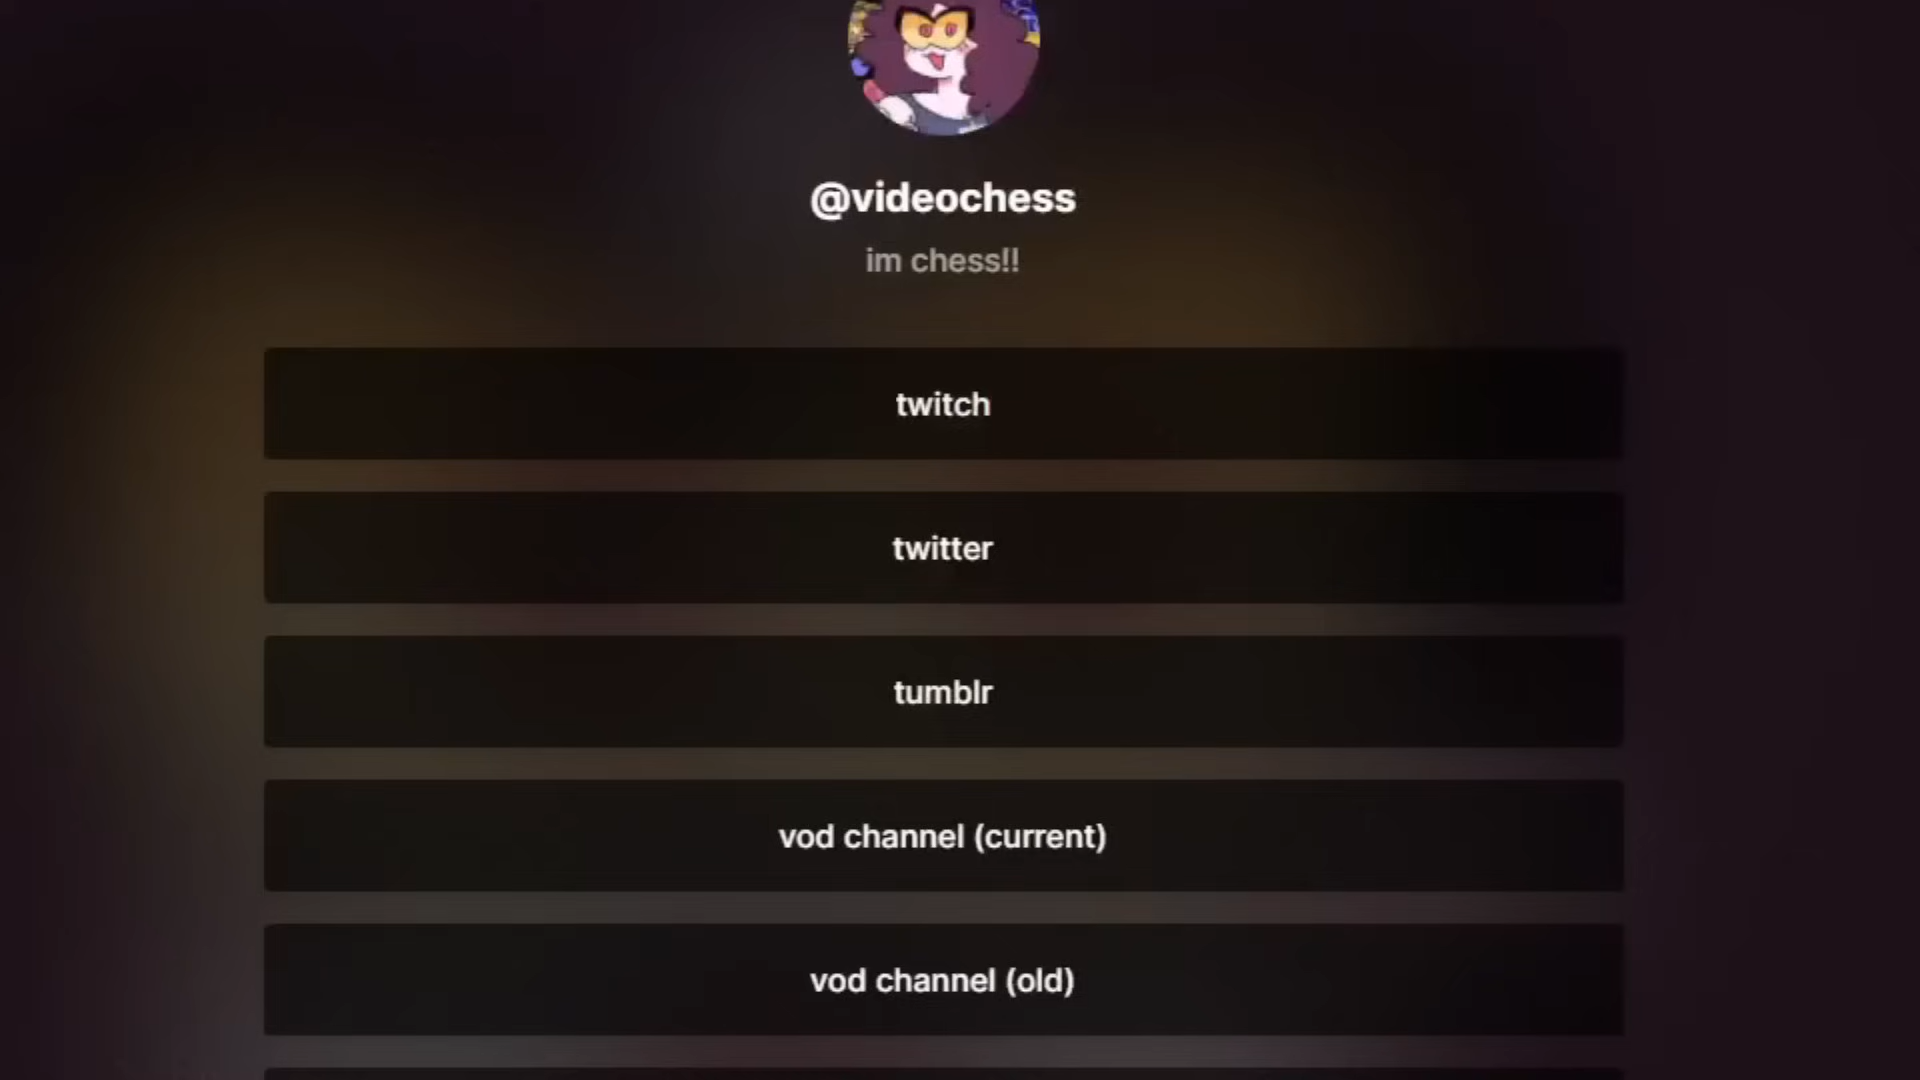 @videochess
im chess!!
twitch
twitter
tumblr
vod channel (current)
vod channel (old)